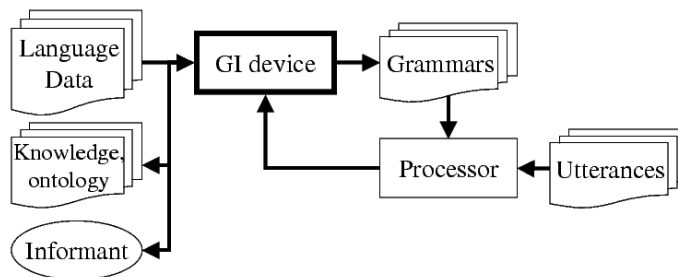 Language
Data
GI device
Grammars
Knowledge,
ontology
Processor
Utterances
Informant